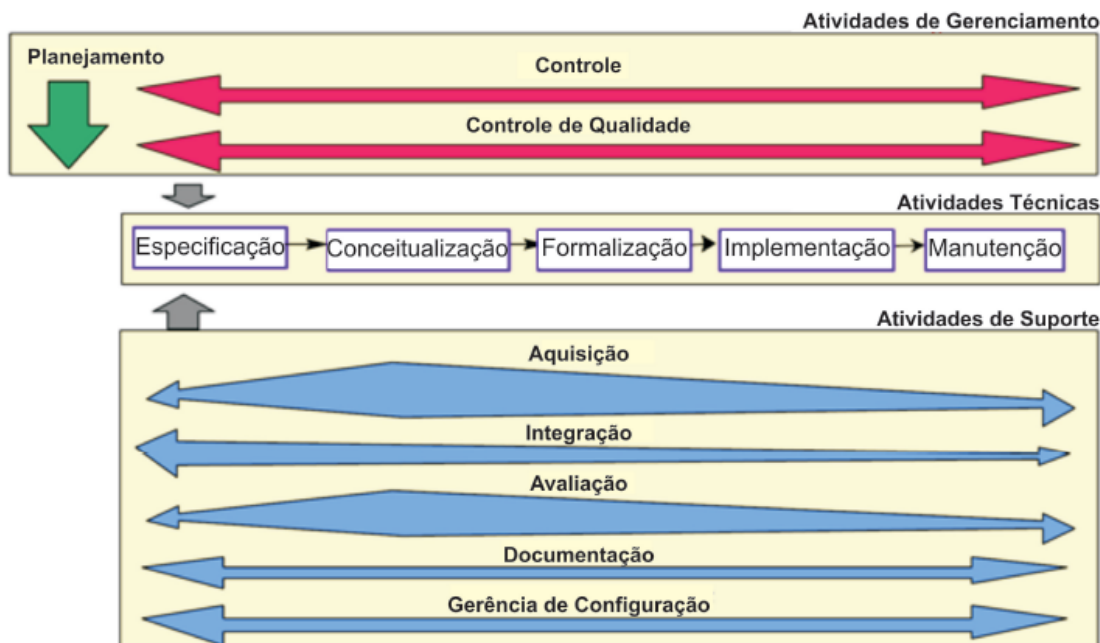 Atividades de Gerenciamento
Planejamento
Controle
Controle de Qualidade
Atividades Técnicas
Especificação
Conceitualização
Formalização
Implementação
Manutenção
Atividades de Suporte
Aquisição
Integração
Avaliação
Documentação
Gerência de Configuração